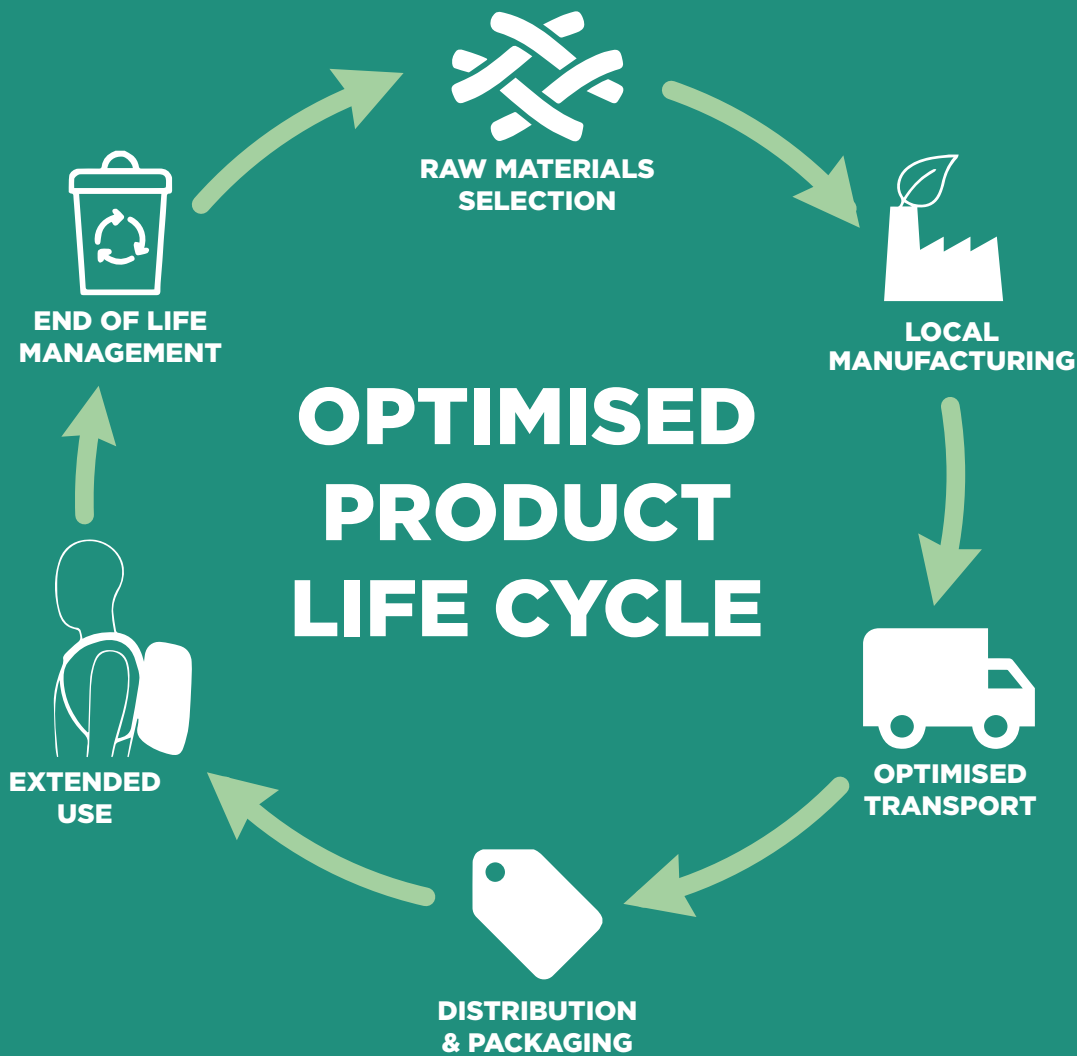 RAW MATERIALS
SELECTION
LOCAL
MANUFACTURING
OPTIMISED
TRANSPORT
DISTRIBUTION
& PACKAGING
EXTENDED
USE
END OF LIFE
MANAGEMENT
OPTIMISED
PRODUCT
LIFE CYCLE